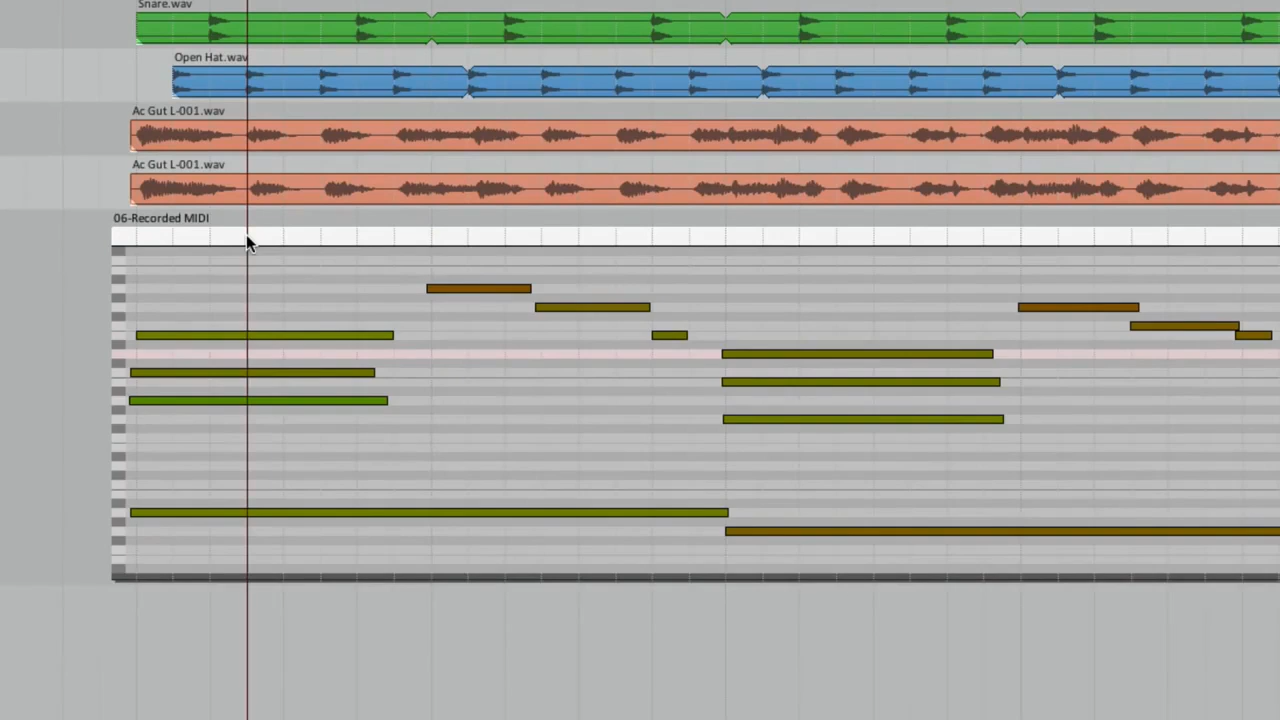 Snare.wav
Open Hat.wav
Ac Gut L-001.wav
Ac Gut L-001.wav
06-Recorded MIDI